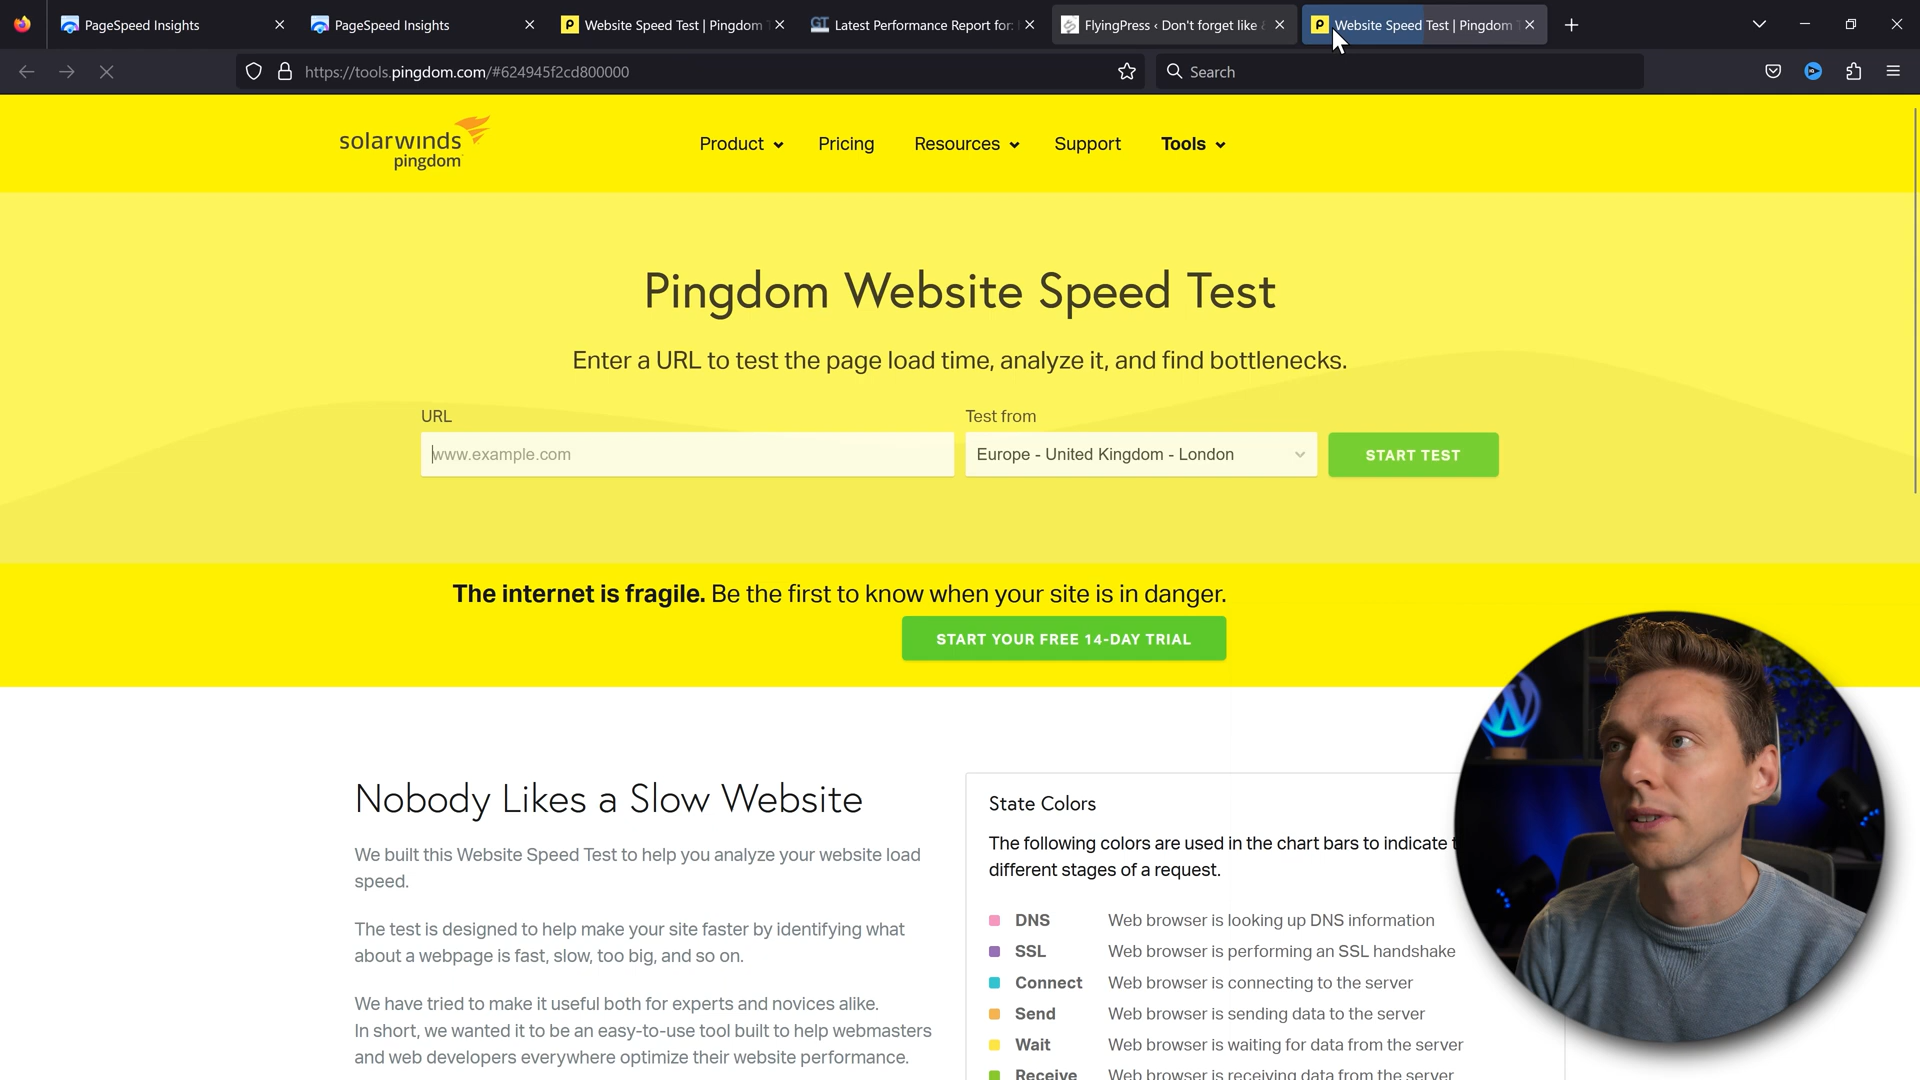 PageSpeed Insights
PageSpeed Insights
Website Speed Test | Pingdom
Latest Performance Report for:
FlyingPress ‹ Don't forget like
Website Speed Test | Pingdom
https://tools.pingdom.com/#624945f2cd800000
Search
solarwinds
pingdom
Product
Pricing
Resources
Support
Tools
Pingdom Website Speed Test
Enter a URL to test the page load time, analyze it, and find bottlenecks.
URL
Test from
www.example.com
Europe - United Kingdom - London
START TEST
The internet is fragile. Be the first to know when your site is in danger.
START YOUR FREE 14-DAY TRIAL
Nobody Likes a Slow Website
We built this Website Speed Test to help you analyze your website load
speed.
The test is designed to help make your site faster by identifying what
about a webpage is fast, slow, too big, and so on.
We have tried to make it useful both for experts and novices alike.
In short, we wanted it to be an easy-to-use tool built to help webmasters
and web developers everywhere optimize their website performance.
State Colors
The following colors are used in the chart bars to indicate
different stages of a request.
DNS Web browser is looking up DNS information
SSL Web browser is performing an SSL handshake
Connect Web browser is connecting to the server
Send Web browser is sending data to the server
Wait Web browser is waiting for data from the server
Receive Web browser is receiving data from the server